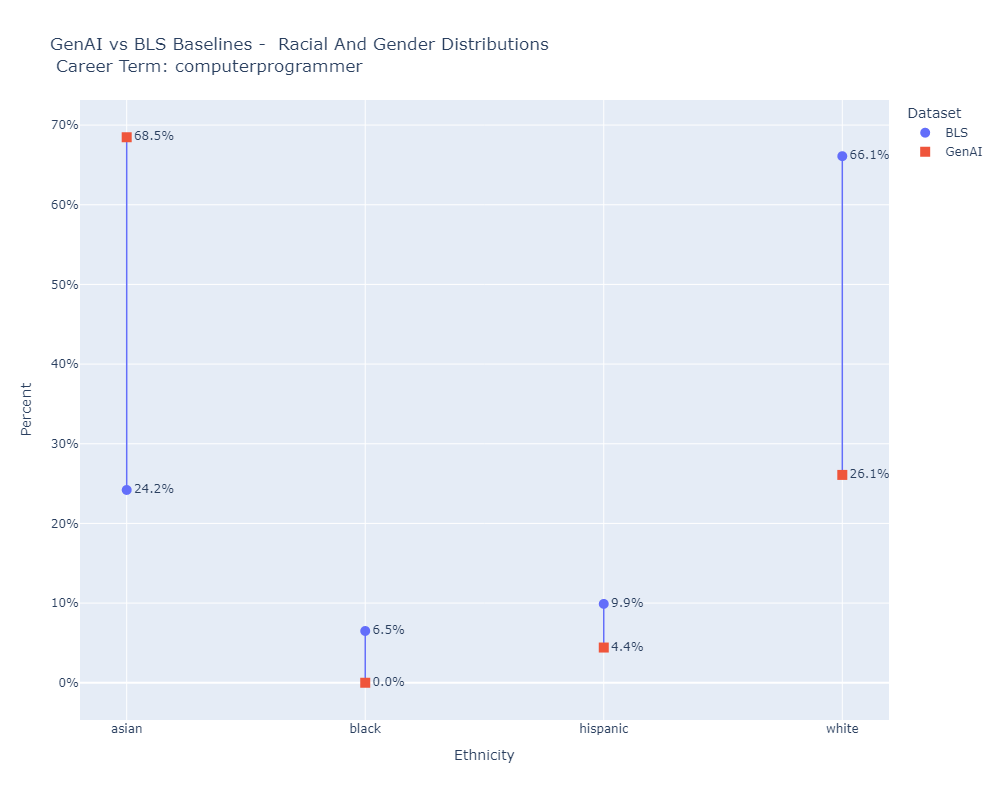 GenAI vs BLS Baselines -  Racial And Gender Distributions
Career Term: computerprogrammer
Dataset
BLS
GenAI
70%
60%
50%
40%
30%
20%
10%
0%
Percent
68.5%
24.2%
6.5%
0.0%
9.9%
4.4%
66.1%
26.1%
asian
black
hispanic
white
Ethnicity